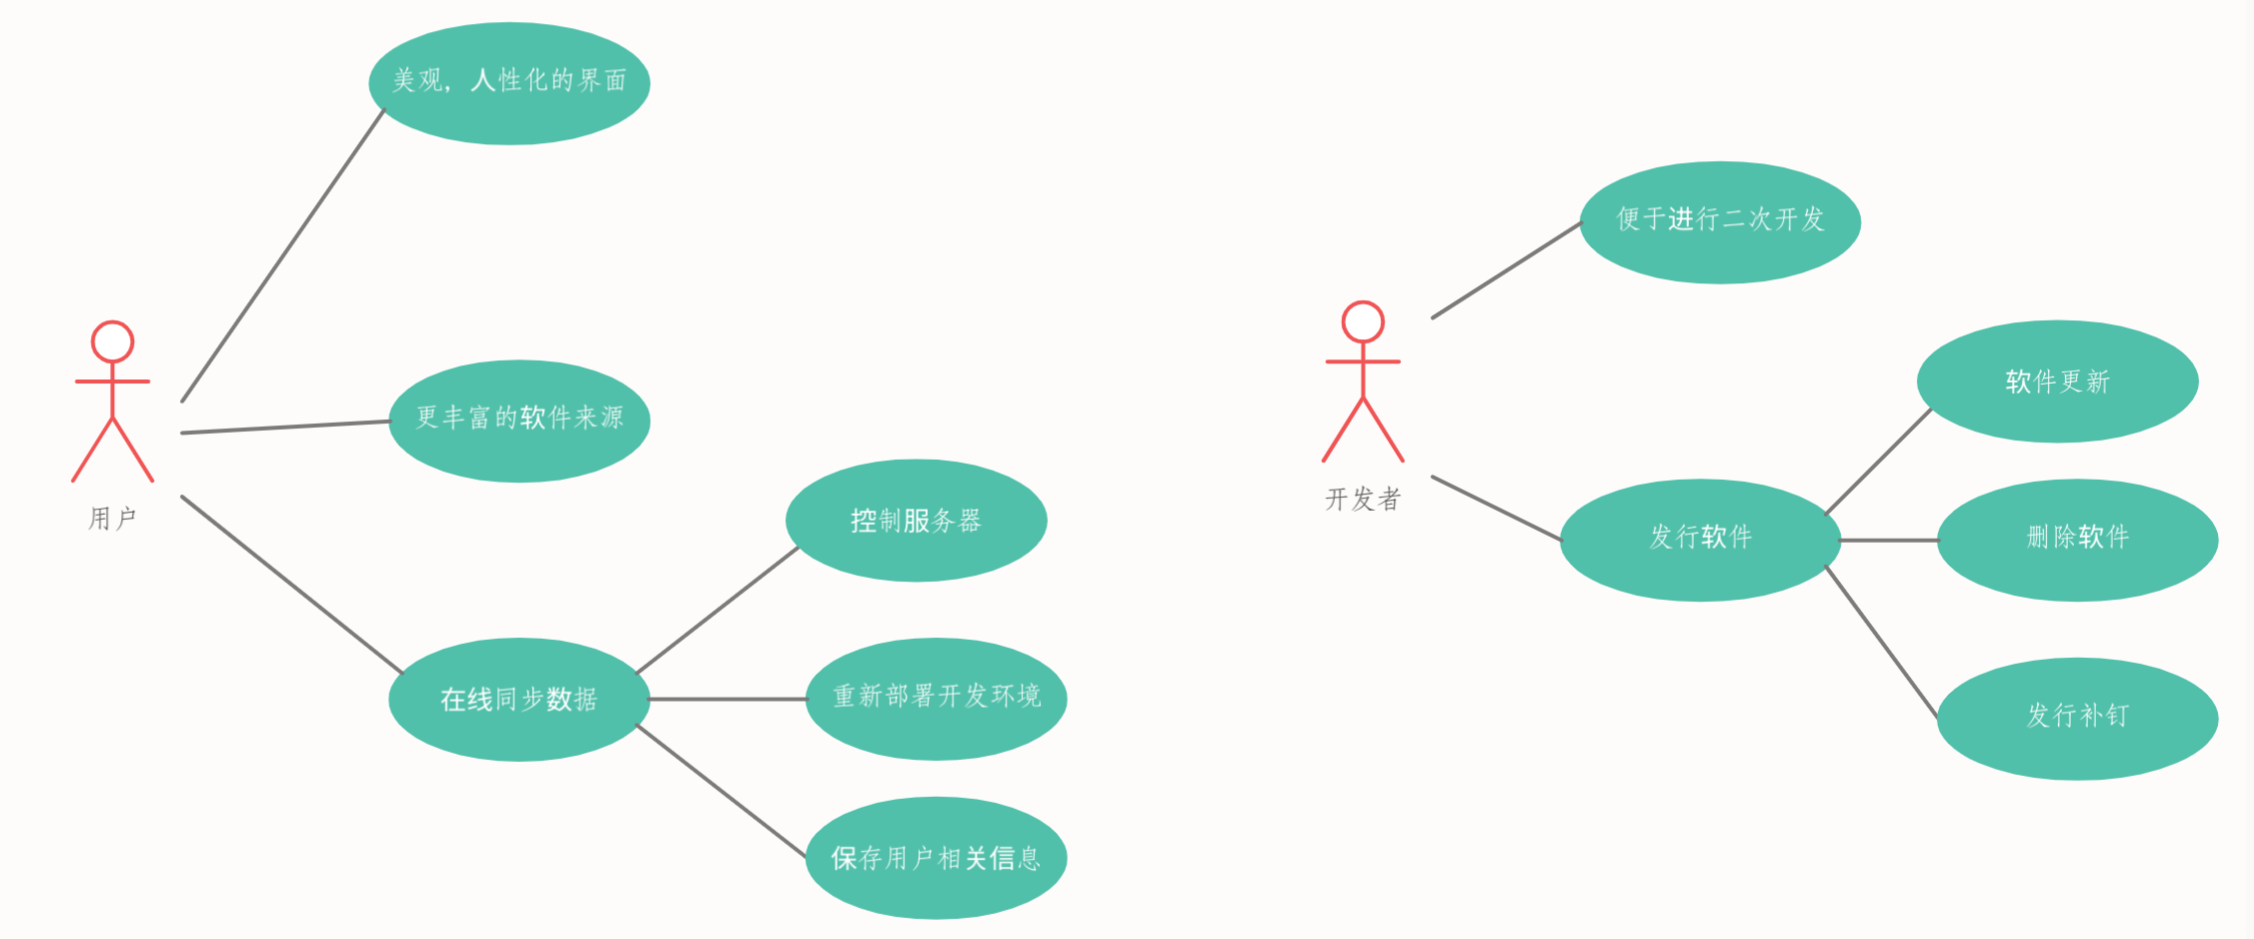 美观，人性化的界面
更丰富的软件来源
用户
控制服务器
在线同步数据
重新部署开发环境
保存用户相关信息
便于进行二次开发
软件更新
开发者
发行软件
删除软件
发行补钉